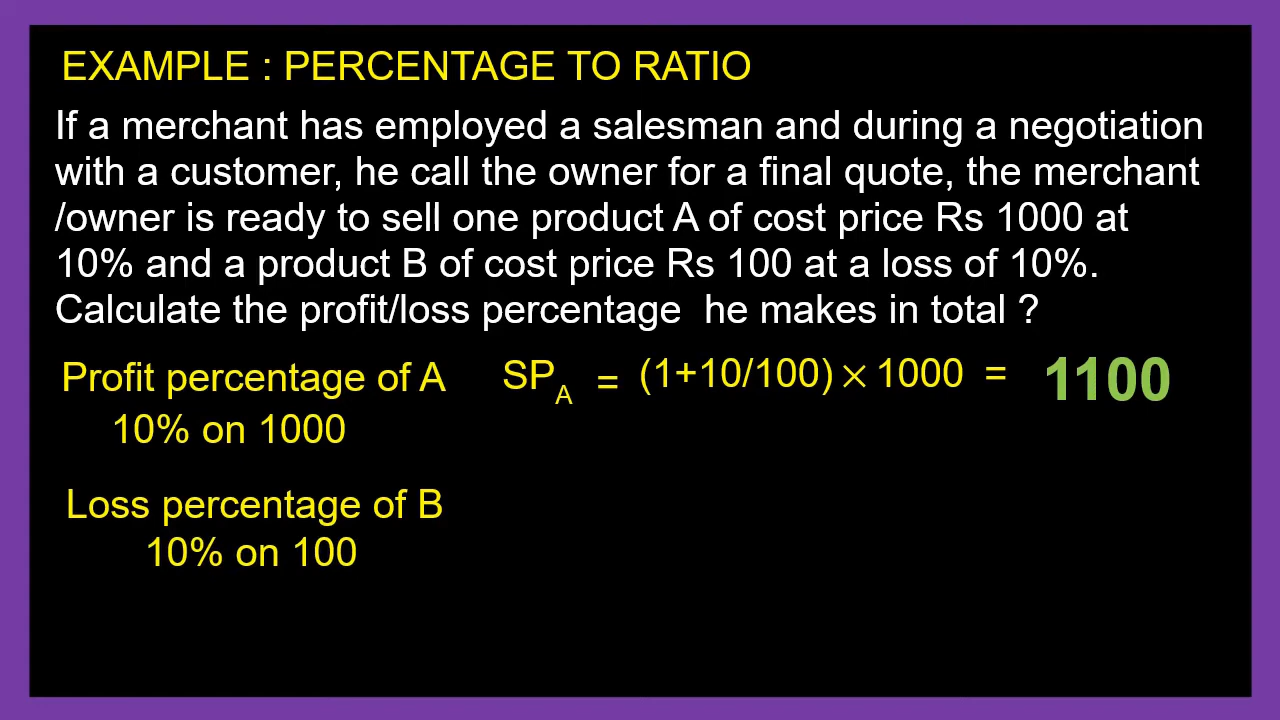 EXAMPLE : PERCENTAGE TO RATIO
If a merchant has employed a salesman and during a negotiation
with a customer, he call the owner for a final quote, the merchant
/owner is ready to sell one product A of cost price Rs 1000 at
10% and a product B of cost price Rs 100 at a loss of 10%.
Calculate the profit/loss percentage he makes in total ?
Profit percentage of A SP_A = (1+10/100) × 1000 = 1100
10% on 1000
Loss percentage of B
10% on 100